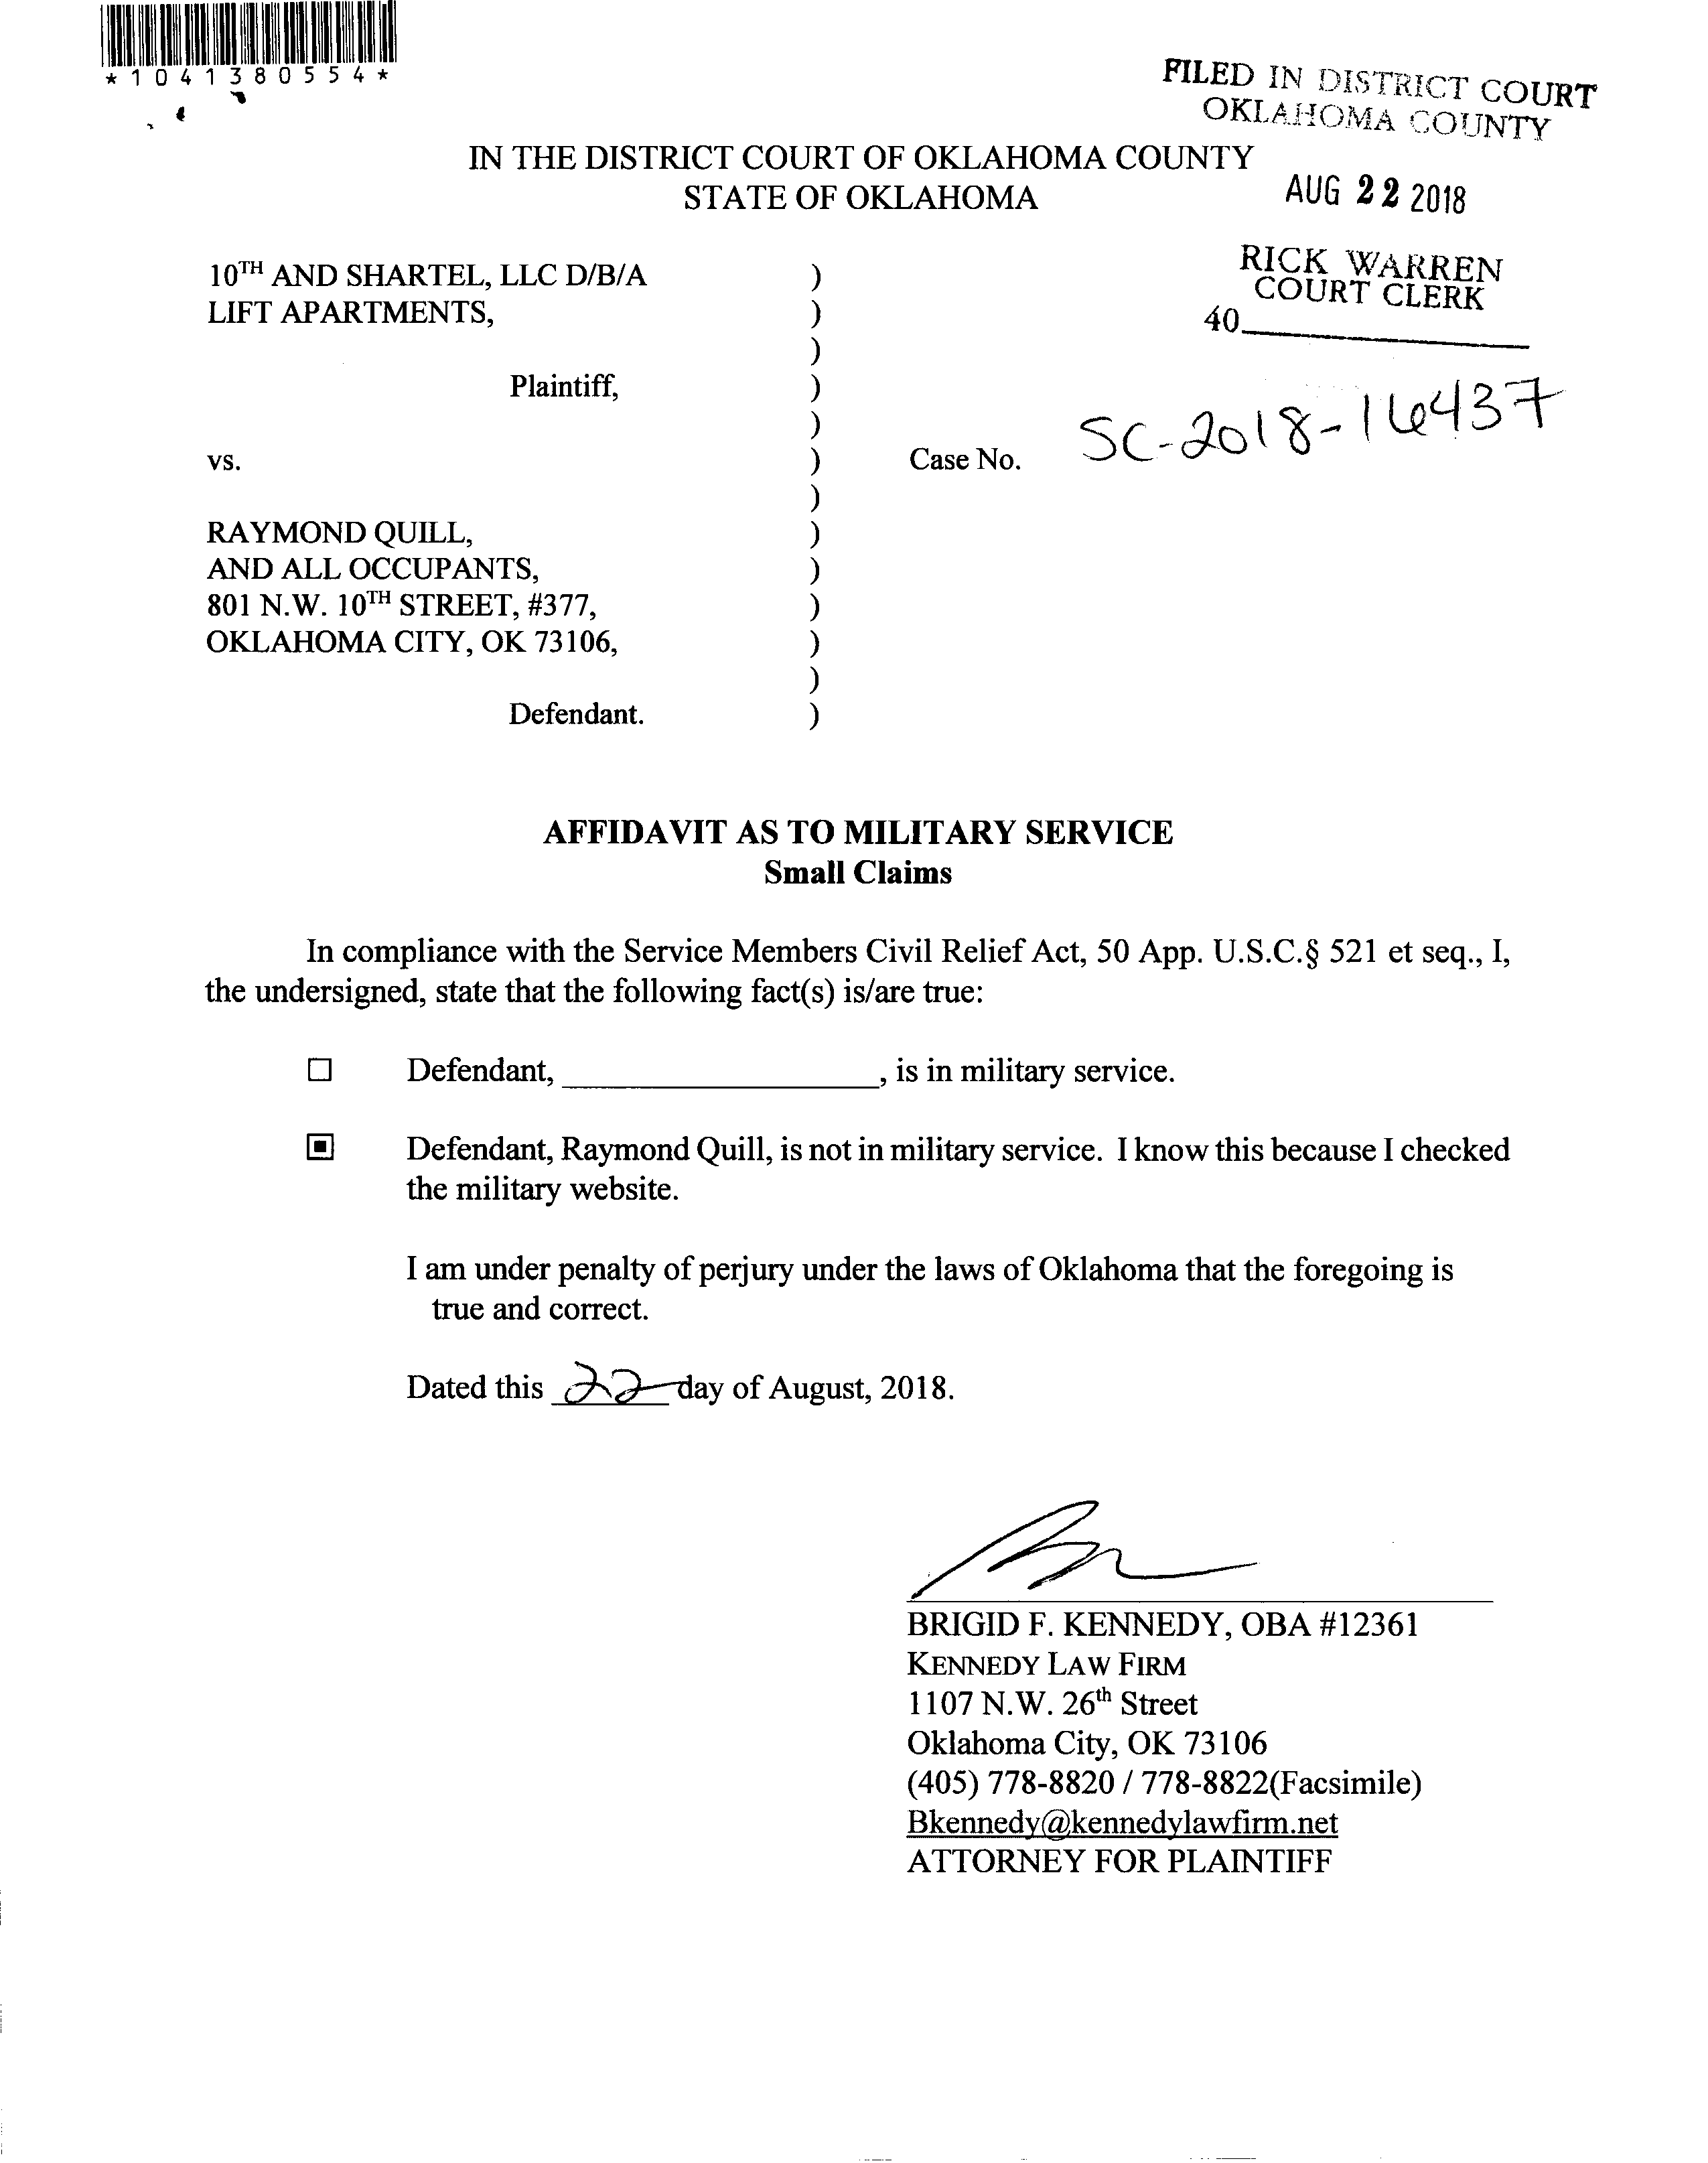 *1041380554*
FILED IN DISTRICT COURT
OKLAHOMA COUNTY
IN THE DISTRICT COURT OF OKLAHOMA COUNTY
STATE OF OKLAHOMA
AUG 22 2018
RICK WARREN
COURT CLERK
40
10TH AND SHARTEL, LLC D/B/A )
LIFT APARTMENTS, )
)
Plaintiff, )
)
vs. ) Case No. SC-2018-16437
)
RAYMOND QUILL, )
AND ALL OCCUPANTS, )
801 N.W. 10TH STREET, #377, )
OKLAHOMA CITY, OK 73106, )
)
Defendant. )
AFFIDAVIT AS TO MILITARY SERVICE
Small Claims
In compliance with the Service Members Civil Relief Act, 50 App. U.S.C.§ 521 et seq., I,
the undersigned, state that the following fact(s) is/are true:
☐ Defendant, ____________________, is in military service.
▣ Defendant, Raymond Quill, is not in military service. I know this because I checked
the military website.
I am under penalty of perjury under the laws of Oklahoma that the foregoing is
true and correct.
Dated this 22 day of August, 2018.
BRIGID F. KENNEDY, OBA #12361
KENNEDY LAW FIRM
1107 N.W. 26th Street
Oklahoma City, OK 73106
(405) 778-8820 / 778-8822(Facsimile)
Bkennedy@kennedylawfirm.net
ATTORNEY FOR PLAINTIFF